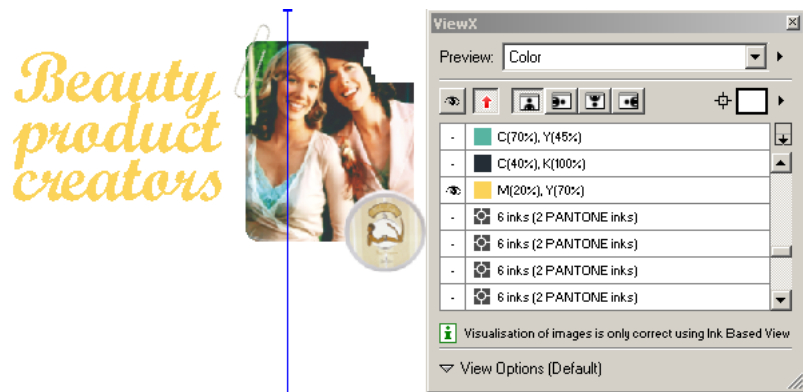 Beauty
product
creators
ViewX
Preview: Color
C(70%), Y(45%)
C(40%), K(100%)
M(20%), Y(70%)
6 inks (2 PANTONE inks)
6 inks (2 PANTONE inks)
6 inks (2 PANTONE inks)
6 inks (2 PANTONE inks)
Visualisation of images is only correct using Ink Based View
View Options (Default)